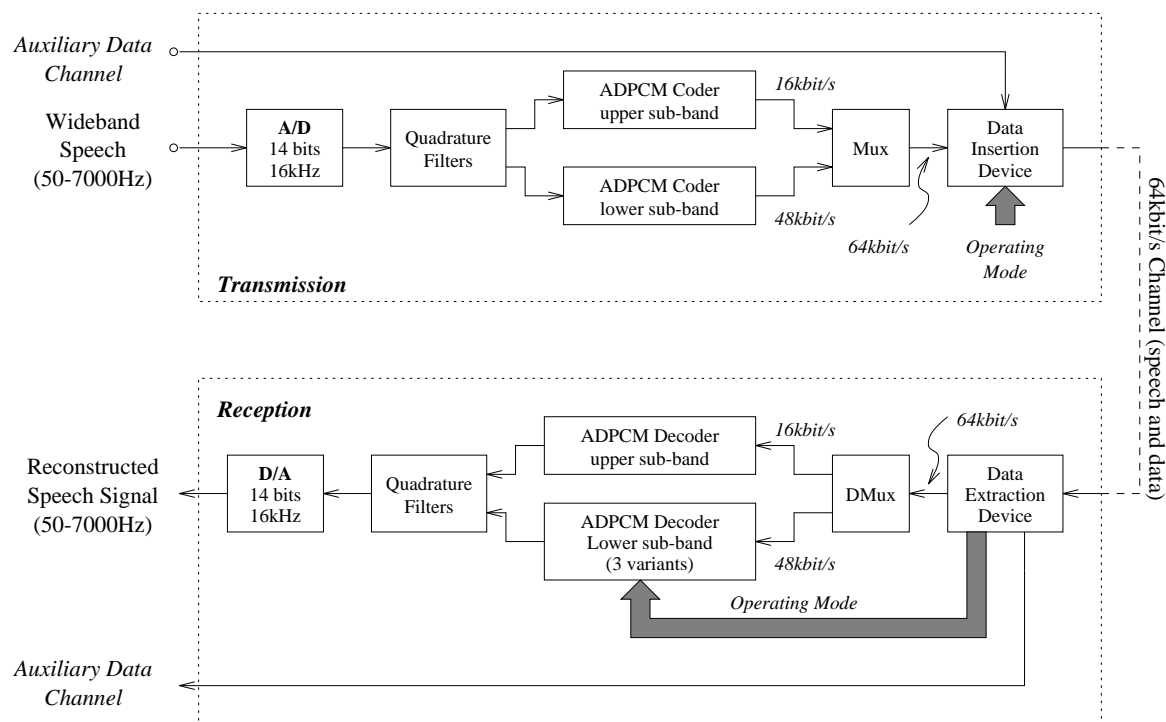 Auxiliary Data
Channel
Wideband
Speech
(50-7000Hz)
A/D
14 bits
16kHz
Quadrature
Filters
ADPCM Coder
upper sub-band
ADPCM Coder
lower sub-band
16kbit/s
48kbit/s
Mux
64kbit/s
Data
Insertion
Device
Operating
Mode
Transmission
64kbit/s Channel (speech and data)
Reception
Reconstructed
Speech Signal
(50-7000Hz)
D/A
14 bits
16kHz
Quadrature
Filters
ADPCM Decoder
upper sub-band
ADPCM Decoder
Lower sub-band
(3 variants)
16kbit/s
48kbit/s
DMux
64kbit/s
Data
Extraction
Device
Operating Mode
Auxiliary Data
Channel